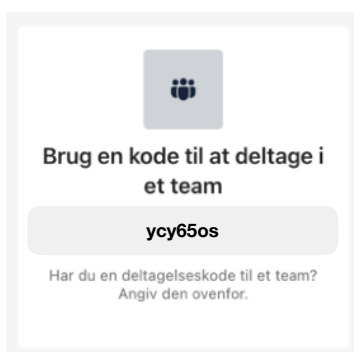 Brug en kode til at deltage i
et team
ycy65os
Har du en deltagelseskode til et team?
Angiv den ovenfor.